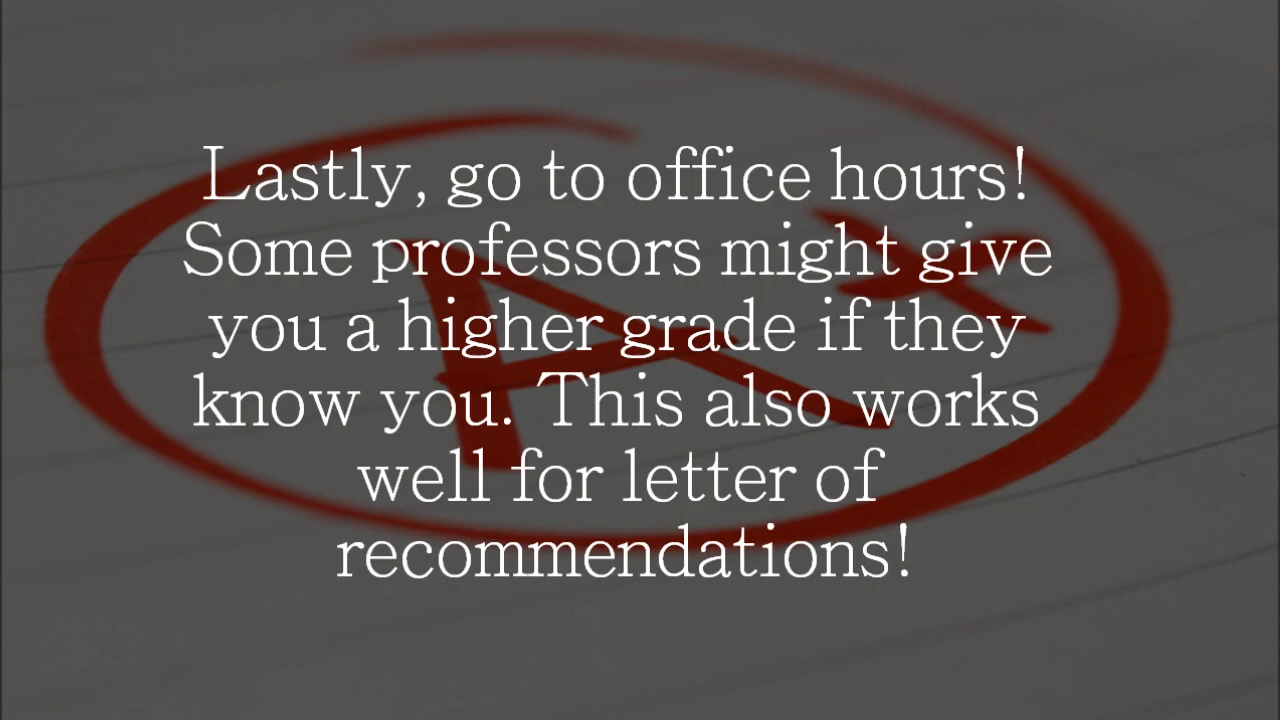 Lastly, go to office hours!
Some professors might give
you a higher grade if they
know you. This also works
well for letter of
recommendations!
A+